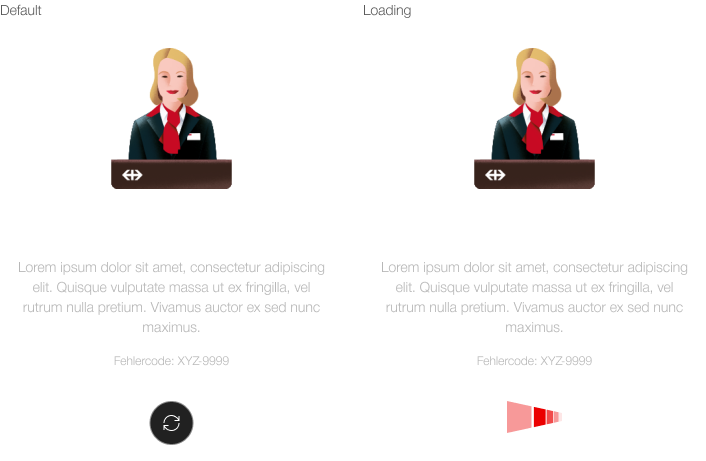 Default
Lorem ipsum dolor sit amet, consectetur adipiscing
elit. Quisque vulputate massa ut ex fringilla, vel
rutrum nulla pretium. Vivamus auctor ex sed nunc
maximus.
Fehlercode: XYZ-9999
Loading
Lorem ipsum dolor sit amet, consectetur adipiscing
elit. Quisque vulputate massa ut ex fringilla, vel
rutrum nulla pretium. Vivamus auctor ex sed nunc
maximus.
Fehlercode: XYZ-9999